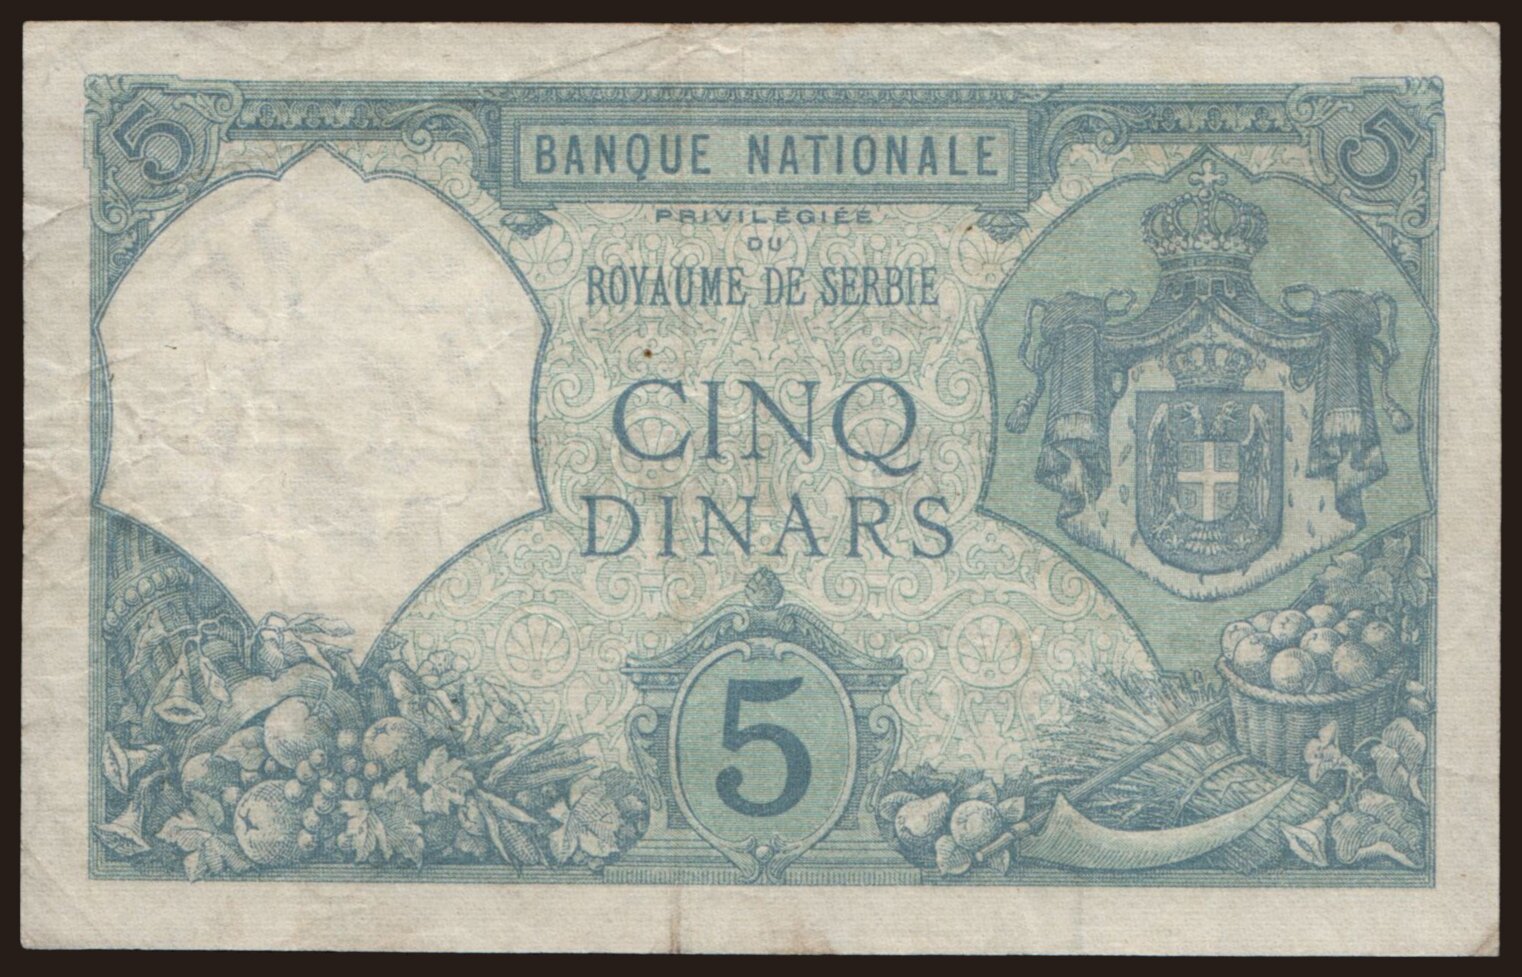 5 5
BANQUE NATIONALE
PRIVILÉGIÉE
DU
ROYAUME DE SERBIE
CINQ
DINARS
5